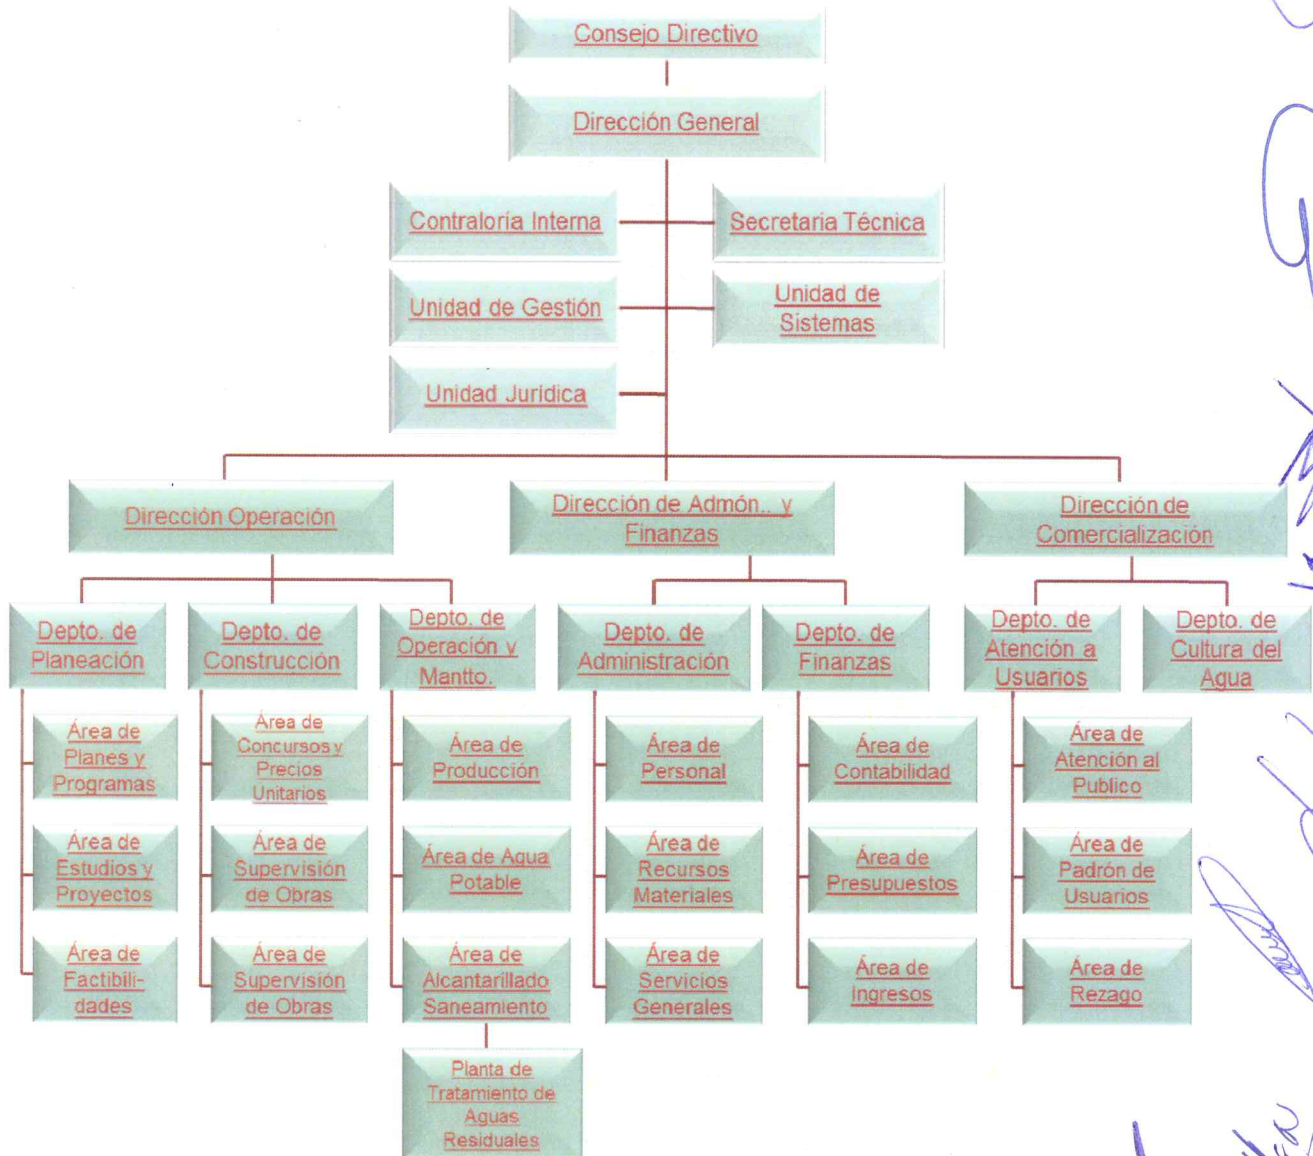 Consejo Directivo
Dirección General
Contraloría Interna
Secretaria Técnica
Unidad de Gestión
Unidad de
Sistemas
Unidad Jurídica
Dirección Operación
Dirección de Admón.. y
Finanzas
Dirección de
Comercialización
Depto. de
Planeación
Depto. de
Construcción
Depto. de
Operación y
Mantto.
Depto. de
Administración
Depto. de
Finanzas
Depto. de
Atención a
Usuarios
Depto. de
Cultura del
Agua
Área de
Planes y
Programas
Área de
Concursos y
Precios
Unitarios
Área de
Producción
Área de
Personal
Área de
Contabilidad
Área de
Atención al
Publico
Área de
Estudios y
Proyectos
Área de
Supervisión
de Obras
Área de Agua
Potable
Área de
Recursos
Materiales
Área de
Presupuestos
Área de
Padrón de
Usuarios
Área de
Factibili-
dades
Área de
Supervisión
de Obras
Área de
Alcantarillado
Saneamiento
Área de
Servicios
Generales
Área de
Ingresos
Área de
Rezago
Planta de
Tratamiento de
Aguas
Residuales